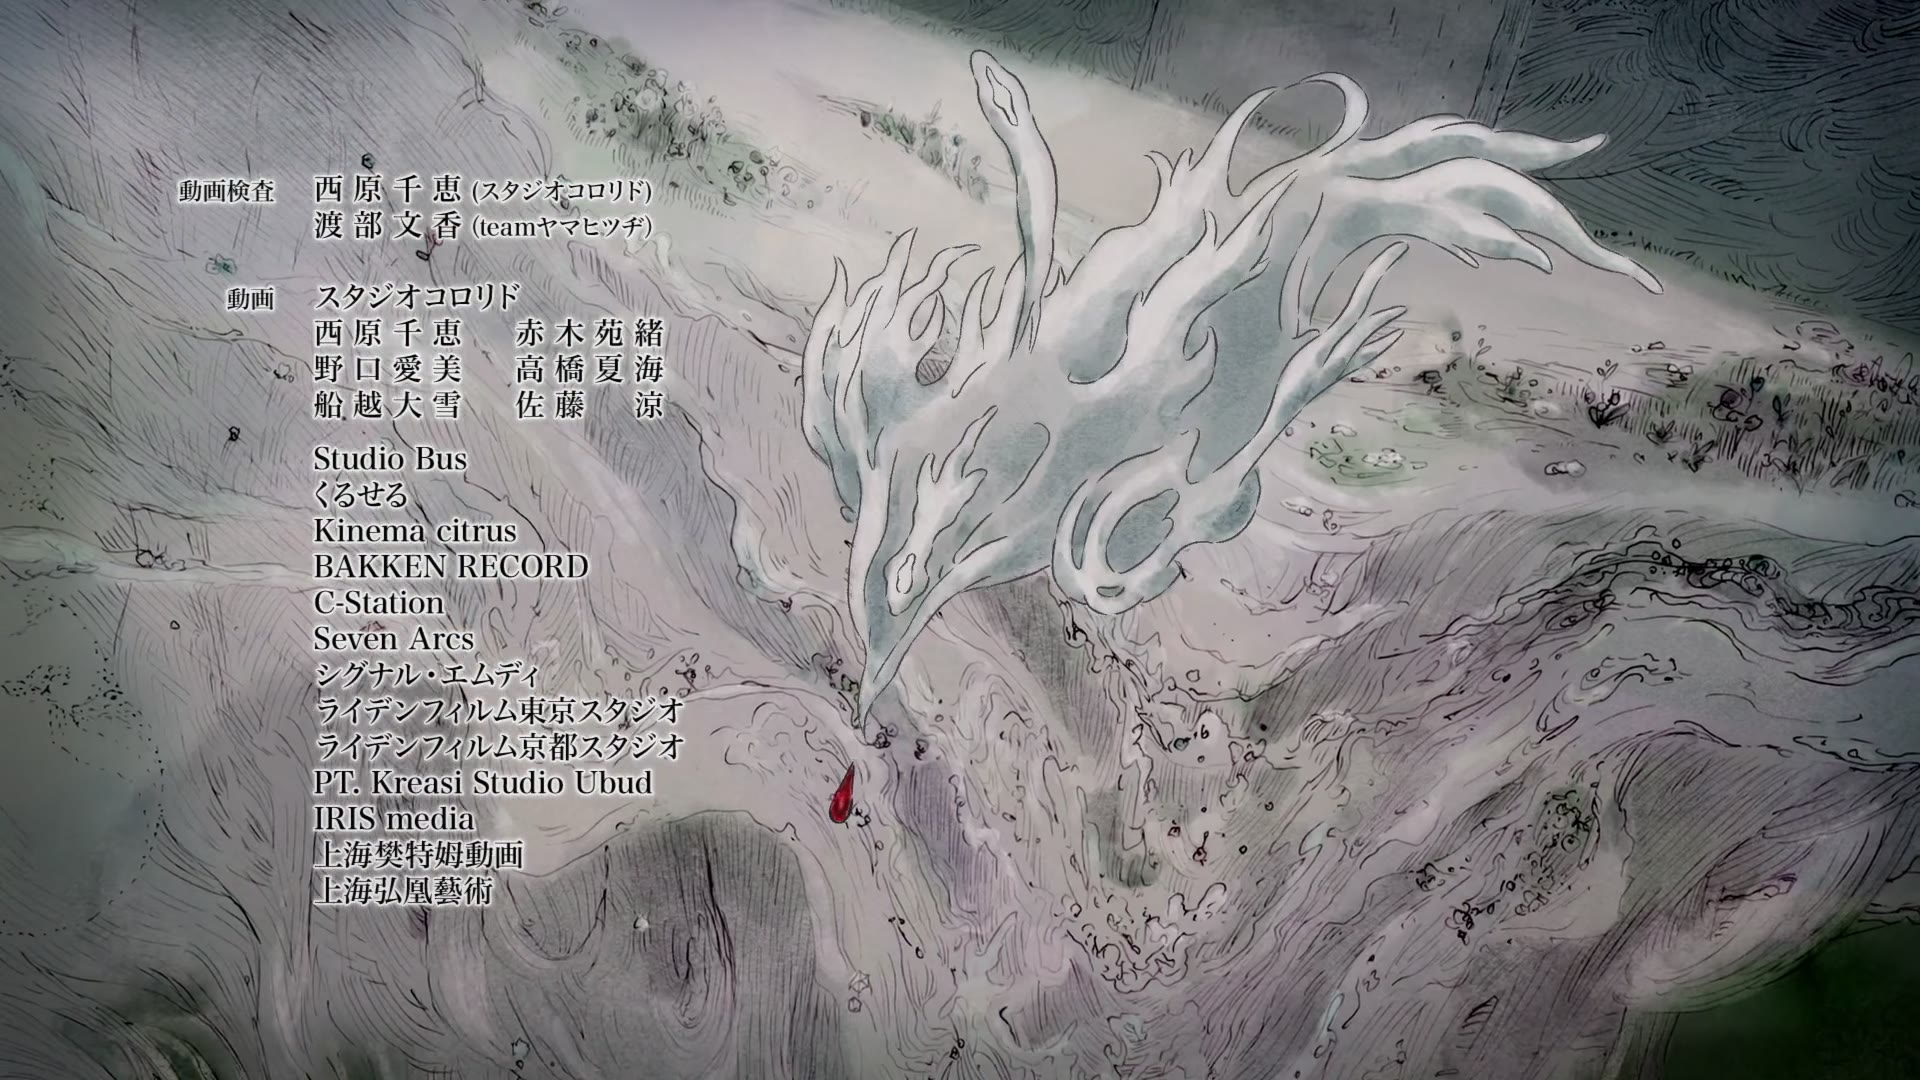 動画検査 西原千恵 (スタジオコロリド)
渡部文香 (teamヤマヒツヂ)
動画 スタジオコロリド
西原千恵 赤木苑緒
野口愛美 高橋夏海
船越大雪 佐藤 涼
Studio Bus
くるせる
Kinema citrus
BAKKEN RECORD
C-Station
Seven Arcs
シグナル・エムディ
ライデンフィルム東京スタジオ
ライデンフィルム京都スタジオ
PT. Kreasi Studio Ubud
IRIS media
上海樊特姆動画
上海弘凰藝術